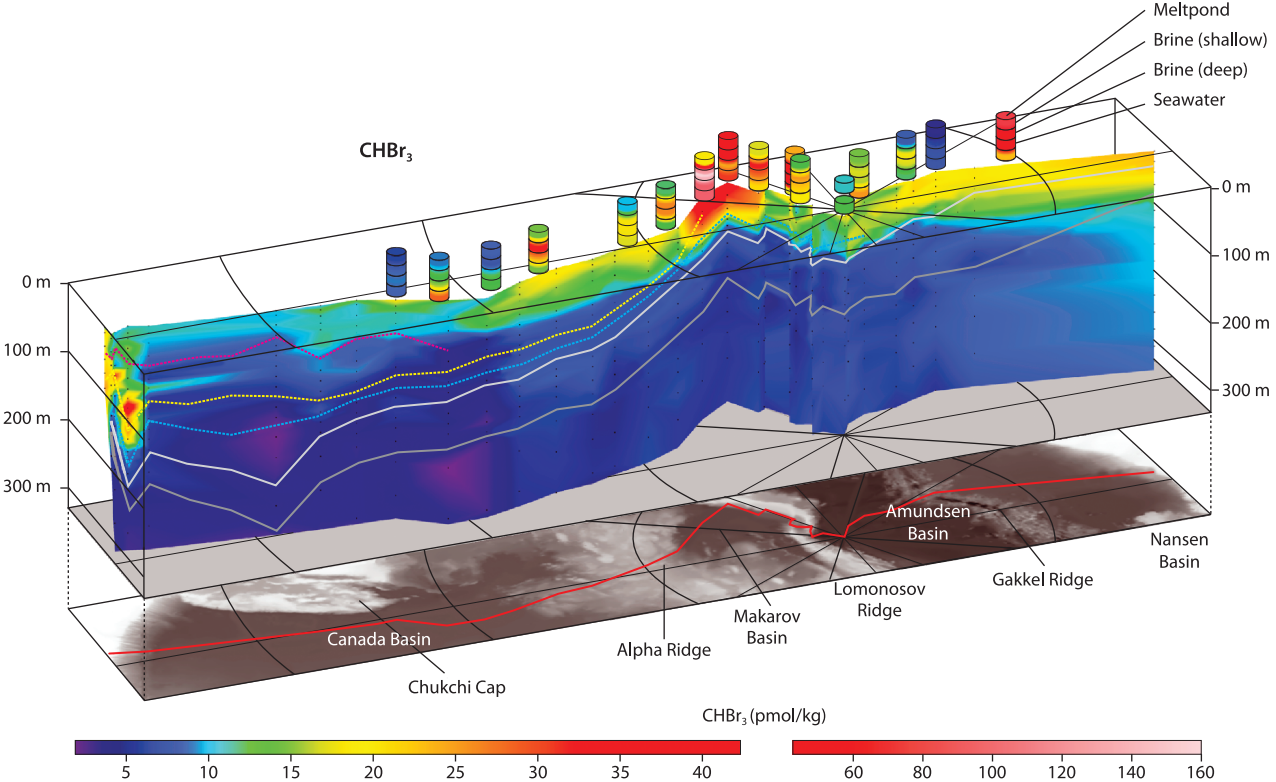 Meltpond
Brine (shallow)
Brine (deep)
Seawater
CHBr3
0 m
100 m
200 m
300 m
0 m
100 m
200 m
300 m
Canada Basin
Chukchi Cap
Alpha Ridge
Makarov
Basin
Lomonosov
Ridge
Amundsen
Basin
Gakkel Ridge
Nansen
Basin
CHBr3 (pmol/kg)
5 10 15 20 25 30 35 40
60 80 100 120 140 160